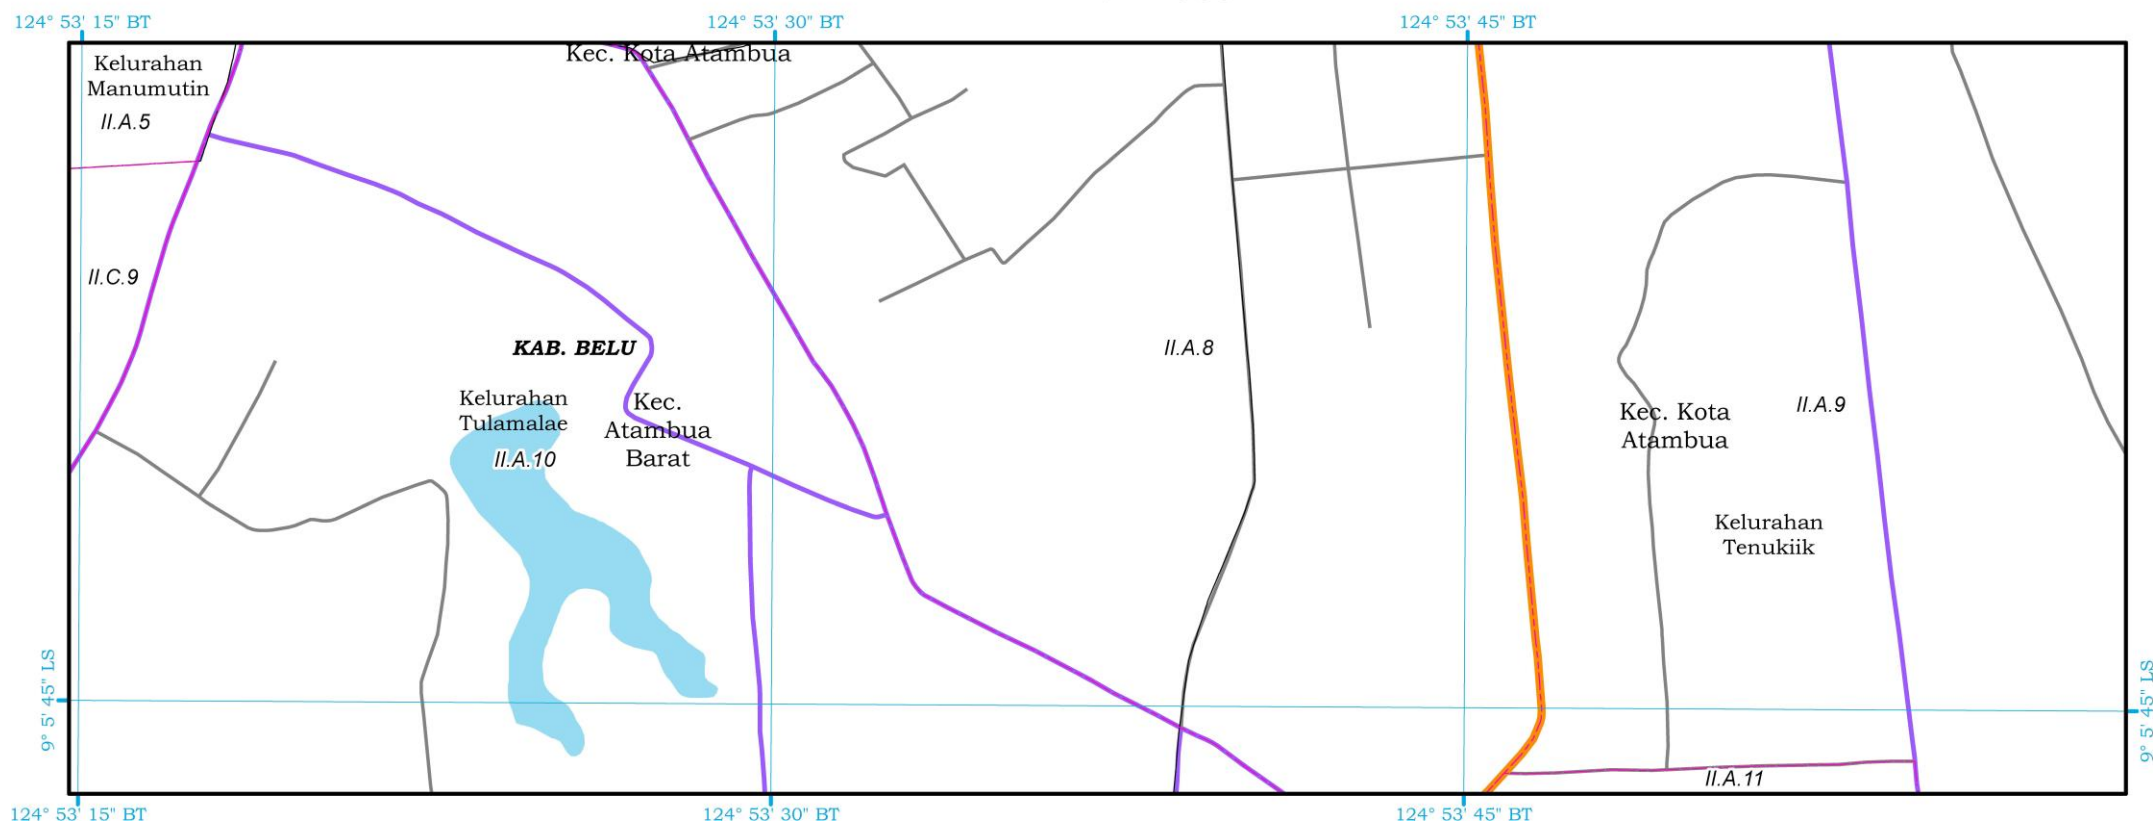 124° 53' 15" BT
124° 53' 30" BT
124° 53' 45" BT
Kec. Kota Atambua
Kelurahan
Manumutin
II.A.5
II.C.9
KAB. BELU
II.A.8
Kelurahan
Tulamalae
II.A.10
Kec.
Atambua
Barat
Kec. Kota
Atambua
II.A.9
Kelurahan
Tenukiik
9° 5' 45" LS
9° 5' 45" LS
II.A.11
124° 53' 15" BT
124° 53' 30" BT
124° 53' 45" BT